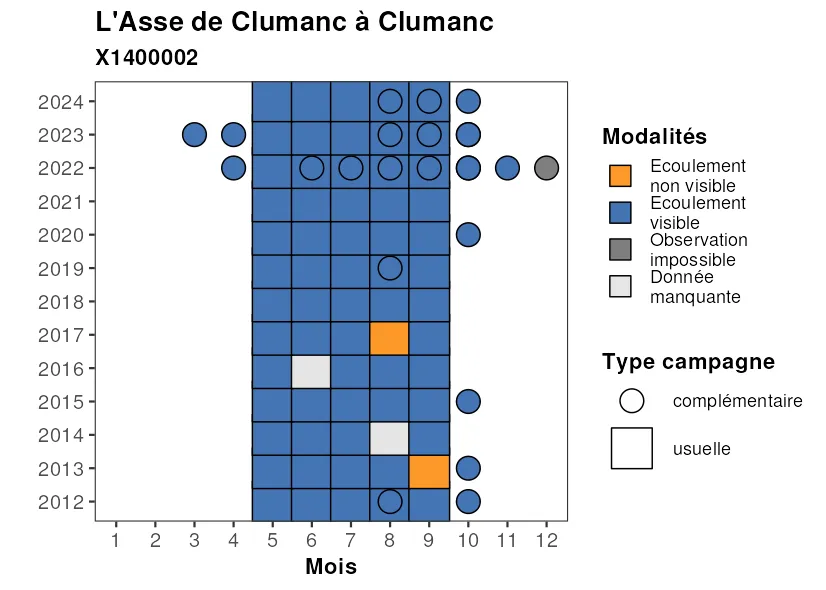 L'Asse de Clumanc à Clumanc
X1400002
2024
2023
2022
2021
2020
2019
2018
2017
2016
2015
2014
2013
2012
1 2 3 4 5 6 7 8 9 10 11 12
Mois
Modalités
Ecoulement
non visible
Ecoulement
visible
Observation
impossible
Donnée
manquante
Type campagne
complémentaire
usuelle